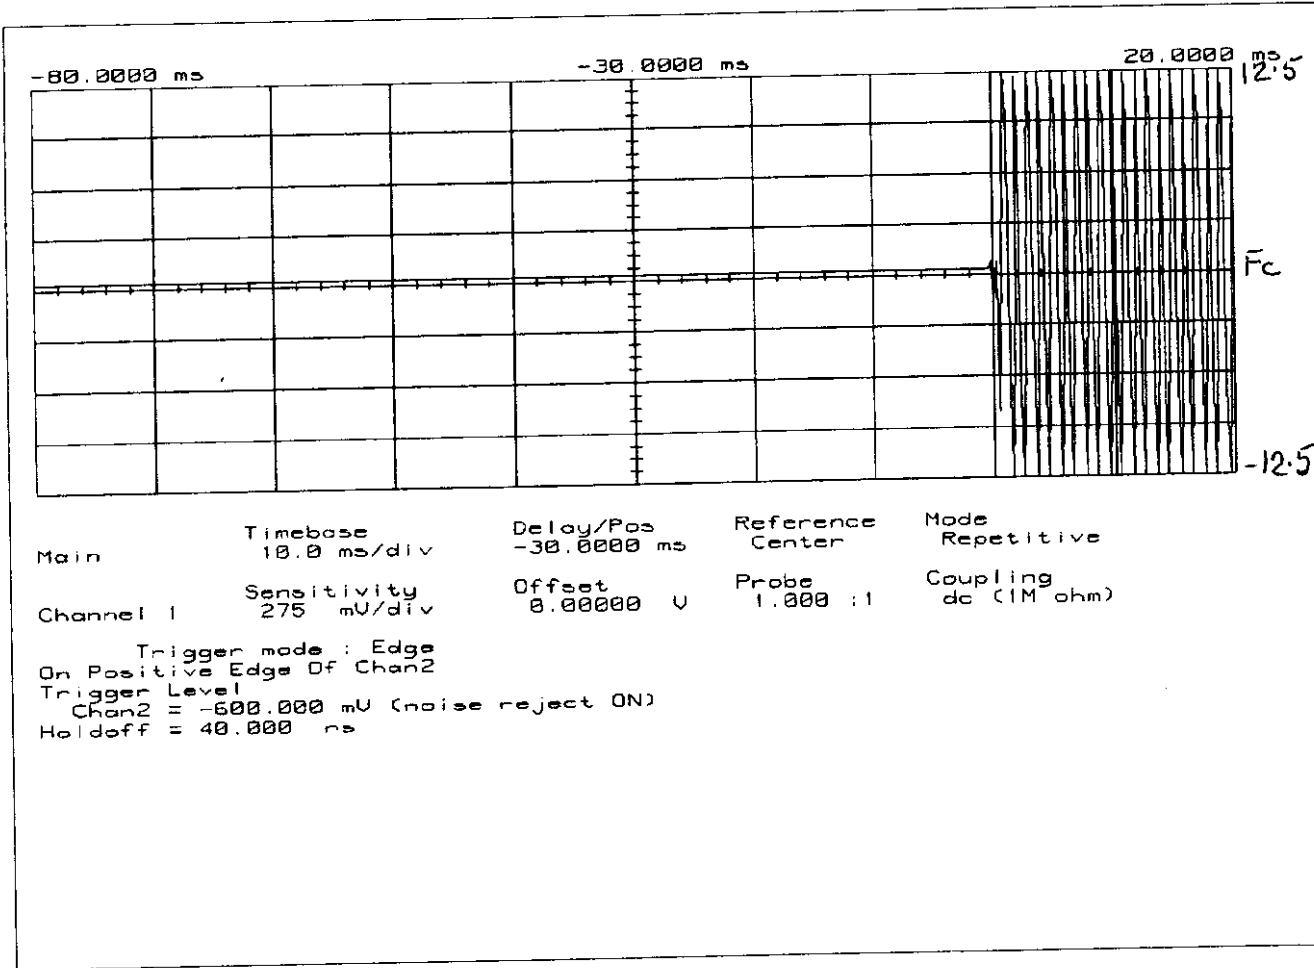 -80.0000 ms -30.0000 ms 20.0000 ms
12.5
Fc
-12.5
Timebase Delay/Pos Reference Mode
Main 10.0 ms/div -30.0000 ms Center Repetitive
Sensitivity Offset Probe Coupling
Channel 1 275 mV/div 0.00000 V 1.000 :1 dc (1M ohm)
Trigger mode : Edge
On Positive Edge Of Chan2
Trigger Level
Chan2 = -600.000 mV (noise reject ON)
Holdoff = 40.000 ns